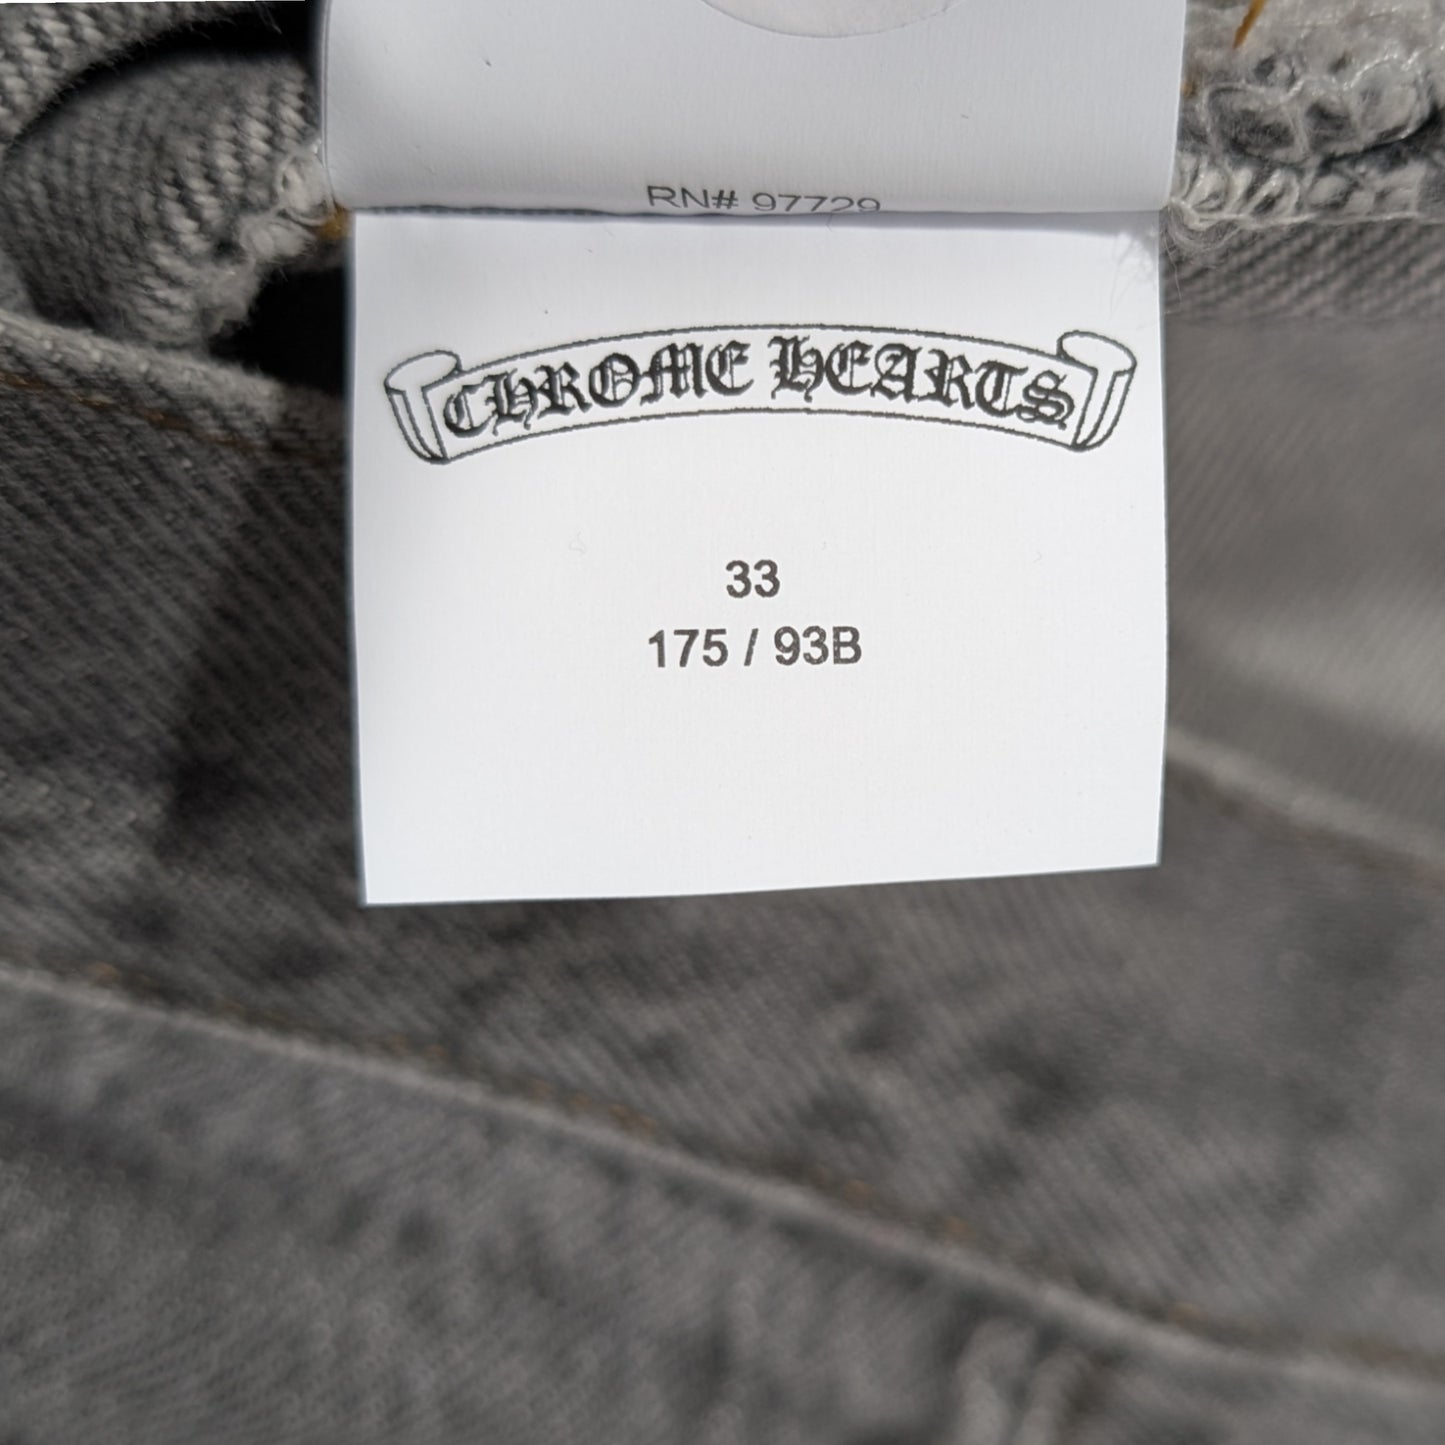 RN# 97729
CHROME HEARTS
33
175 / 93B